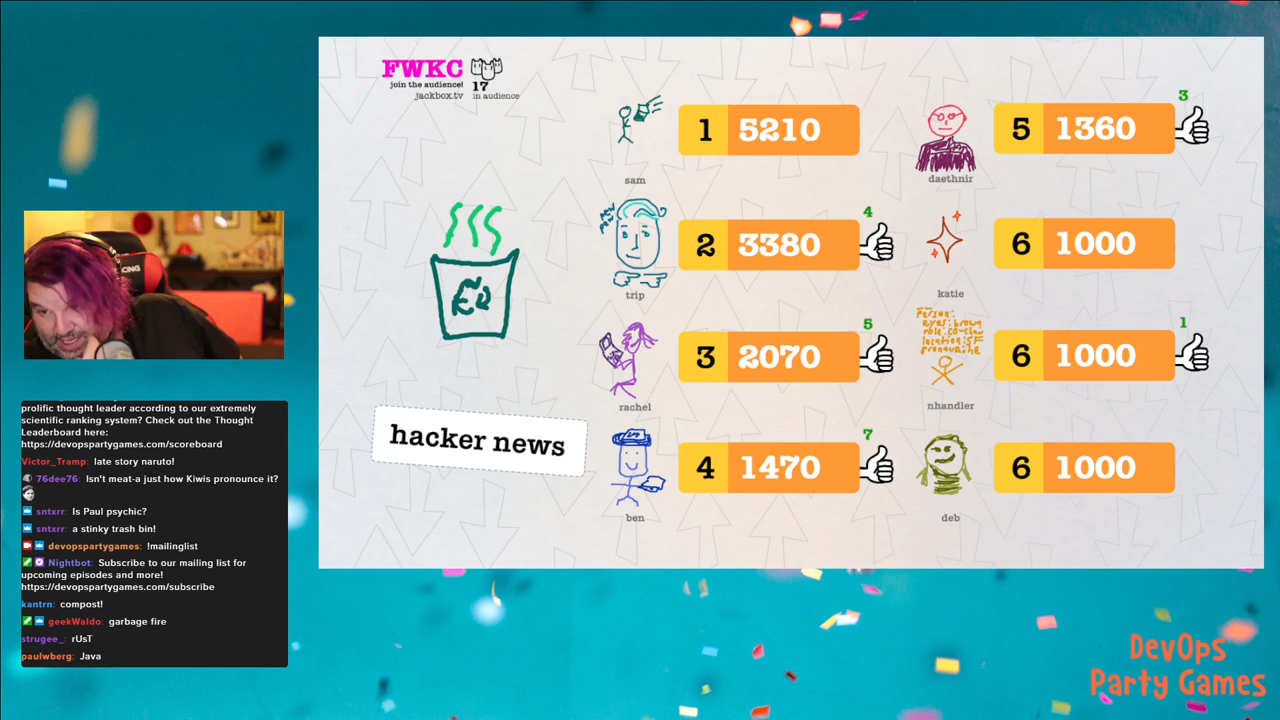 FWKC
join the audience!
jackbox.tv
17
in audience
sam
1 5210
trip
2 3380
4
rachel
3 2070
5
ben
4 1470
7
daethnir
5 1360
3
katie
6 1000
Person:
eyes: brown
nhandler
6 1000
1
deb
6 1000
hacker news
prolific thought leader according to our extremely
scientific ranking system? Check out the Thought
Leaderboard here:
https://devopspartygames.com/scoreboard
Victor_Tramp: late story naruto!
76dee76: Isn't meat-a just how Kiwis pronounce it?
sntxrr: Is Paul psychic?
sntxrr: a stinky trash bin!
devopspartygames: !mailinglist
Nightbot: Subscribe to our mailing list for
upcoming episodes and more!
https://devopspartygames.com/subscribe
kantrn: compost!
geekWaldo: garbage fire
strugee_: rUsT
paulwberg: Java
DevOps
Party Games